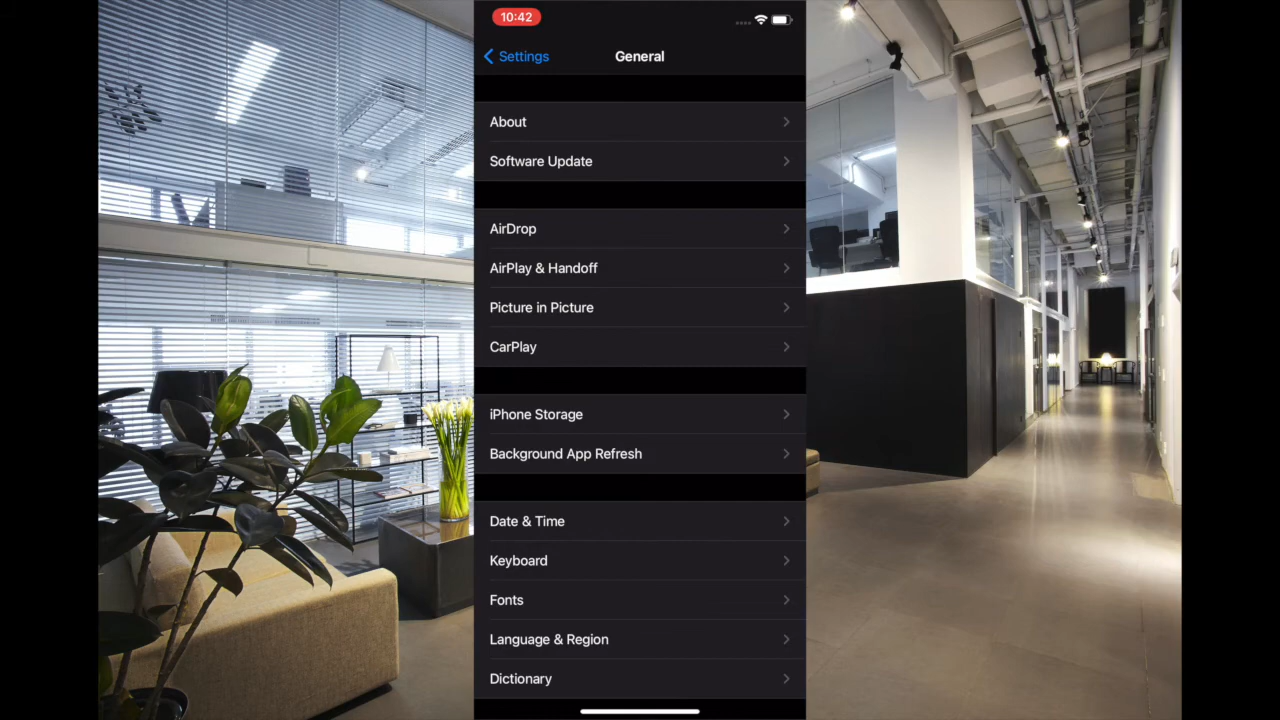 10:42
Settings
General
About
Software Update
AirDrop
AirPlay & Handoff
Picture in Picture
CarPlay
iPhone Storage
Background App Refresh
Date & Time
Keyboard
Fonts
Language & Region
Dictionary